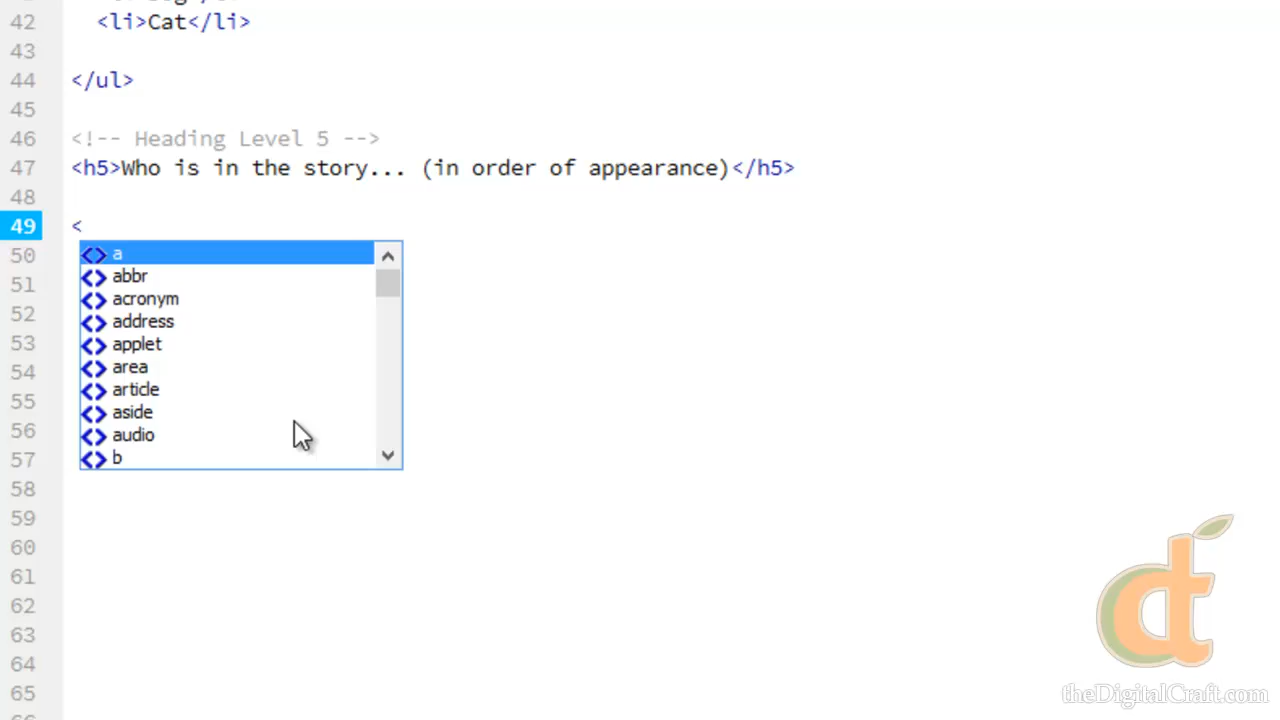 42 <li>Cat</li>
43
44 </ul>
45
46 <!-- Heading Level 5 -->
47 <h5>Who is in the story... (in order of appearance)</h5>
48
49 <
50 a
abbr
51 acronym
52 address
53 applet
54 area
55 article
aside
56 audio
57 b
58
59
60
61
62
63
64
65
theDigitalCraft.com